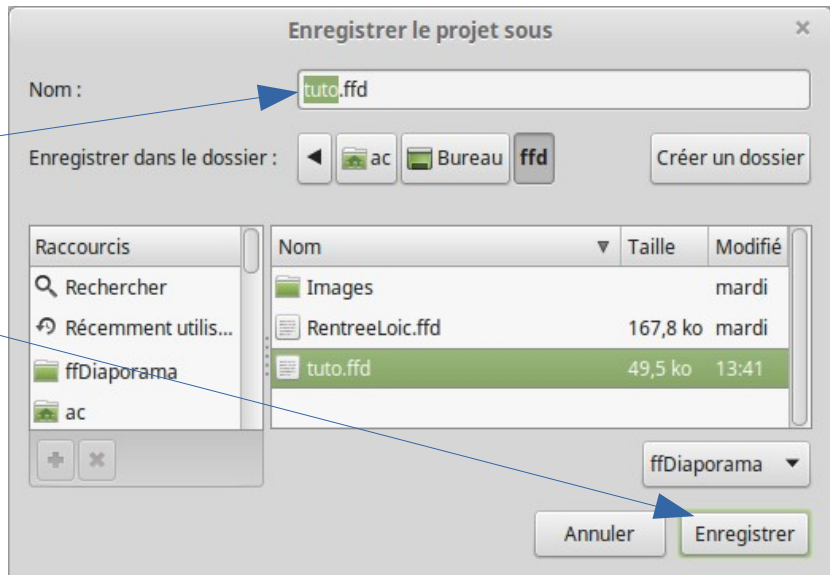 Enregistrer le projet sous
Nom : tuto.ffd
Enregistrer dans le dossier : ac Bureau ffd Créer un dossier
Raccourcis Nom Taille Modifié
Rechercher Images mardi
Récemment utilis... RentreeLoic.ffd 167,8 ko mardi
ffDiaporama tuto.ffd 49,5 ko 13:41
ac
ffDiaporama
Annuler Enregistrer